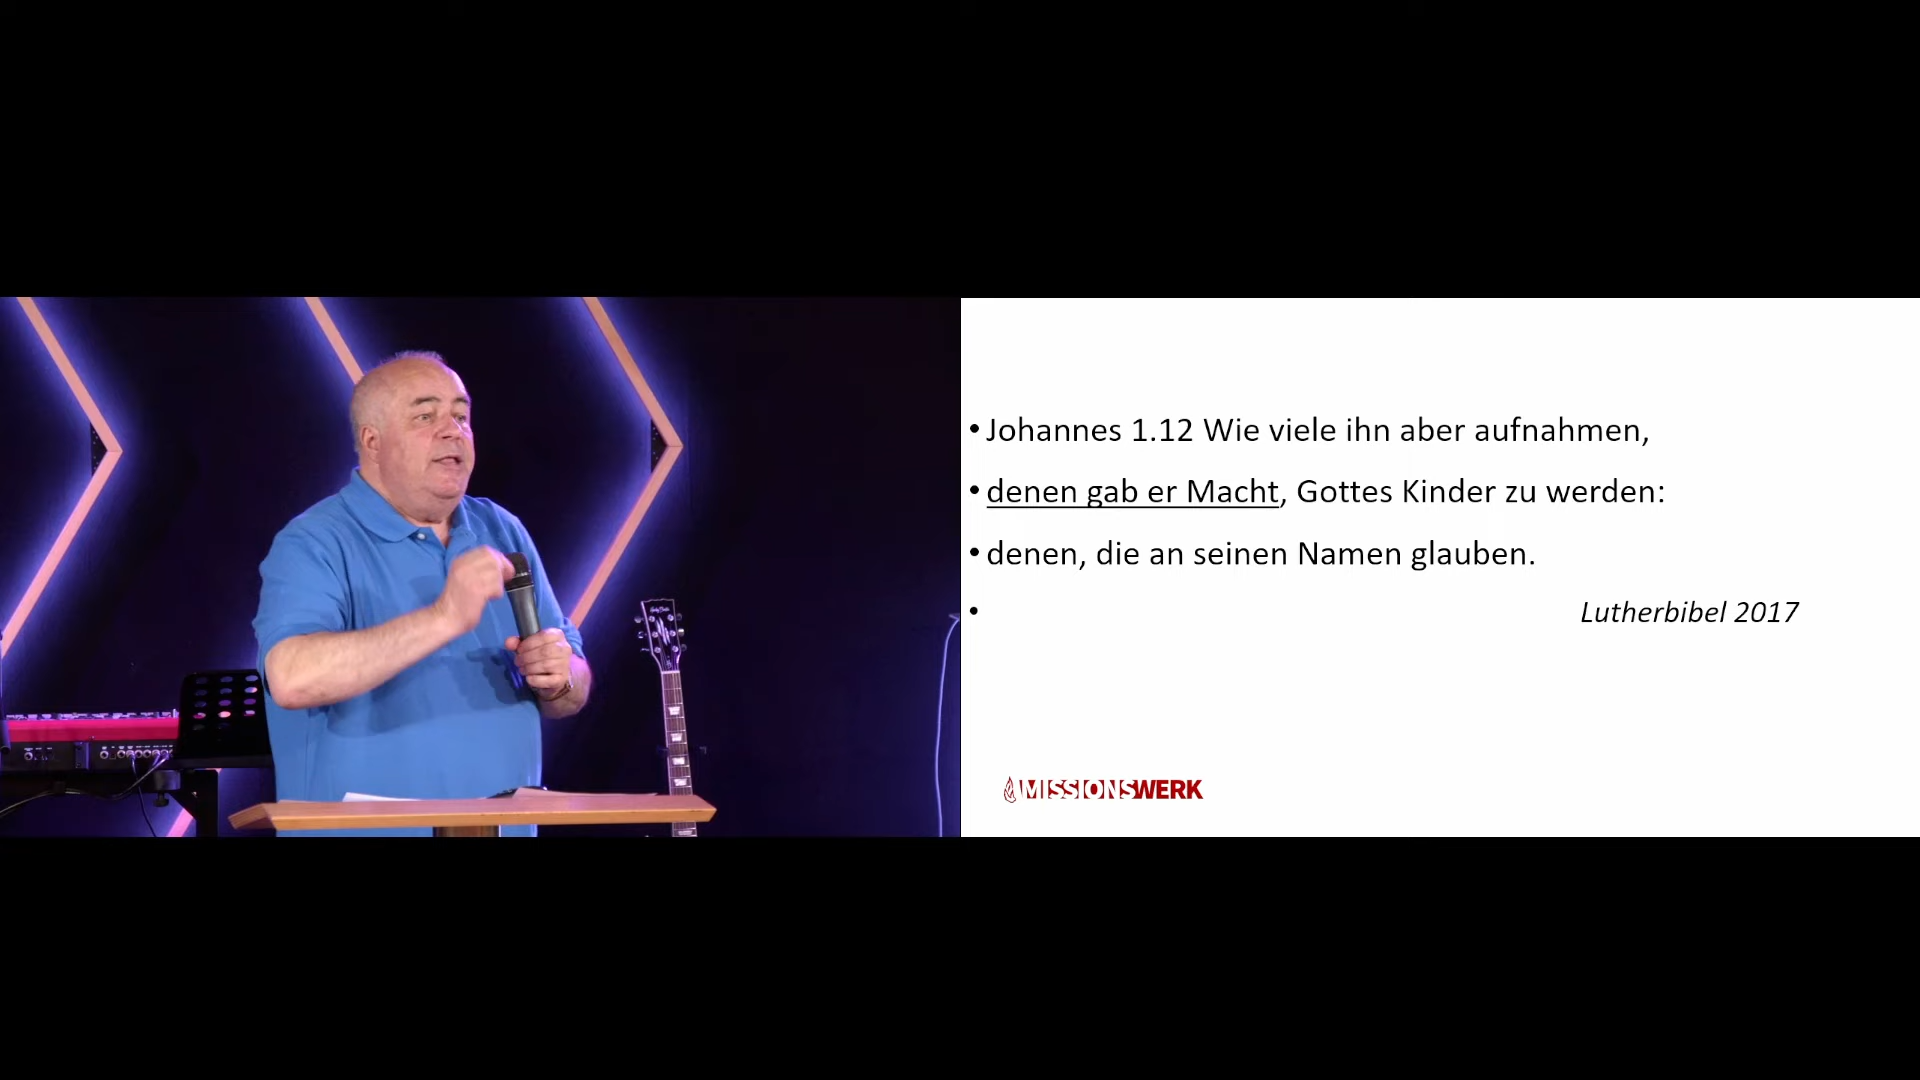 • Johannes 1.12 Wie viele ihn aber aufnahmen,
• denen gab er Macht, Gottes Kinder zu werden:
• denen, die an seinen Namen glauben.
• Lutherbibel 2017
MISSIONSWERK